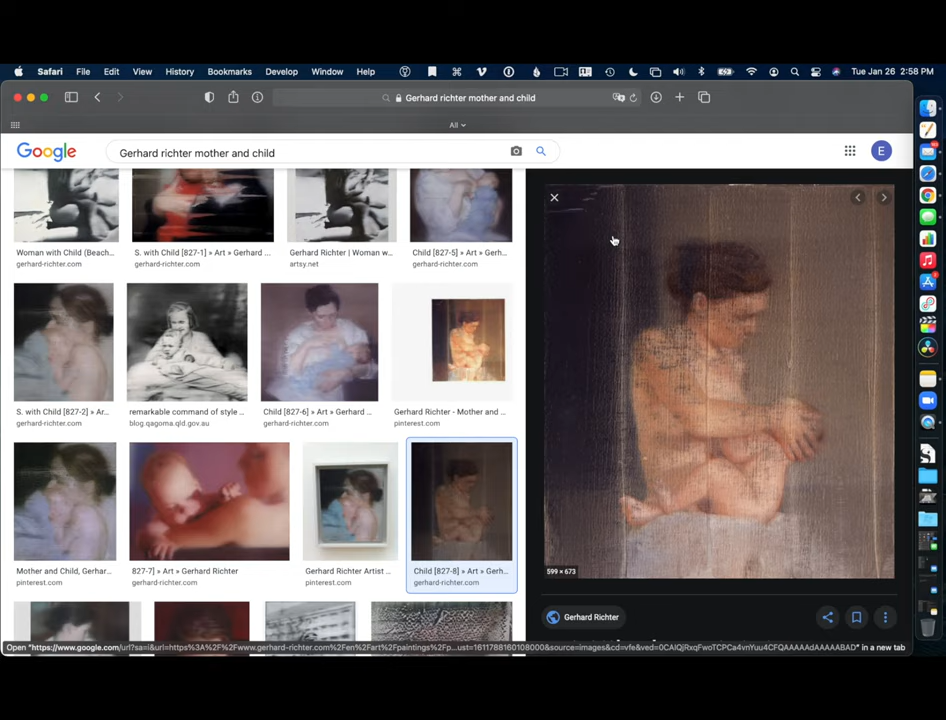 Safari File Edit View History Bookmarks Develop Window Help Tue Jan 26 2:58 PM
Gerhard richter mother and child
All
Google Gerhard richter mother and child E
Woman with Child (Beach...
gerhard-richter.com
S. with Child [827-1] » Art » Gerhard ...
gerhard-richter.com
Gerhard Richter | Woman w...
artsy.net
Child [827-5] » Art » Gerh...
gerhard-richter.com
S. with Child [827-2] » Ar...
gerhard-richter.com
remarkable command of style ...
blog.qagoma.qld.gov.au
Child [827-6] » Art » Gerhard ...
gerhard-richter.com
Gerhard Richter - Mother and ...
pinterest.com
Mother and Child, Gerhar...
pinterest.com
827-7] » Art » Gerhard Richter
gerhard-richter.com
Gerhard Richter Artist ...
pinterest.com
Child [827-8] » Art » Gerh...
gerhard-richter.com
599 × 673
Gerhard Richter